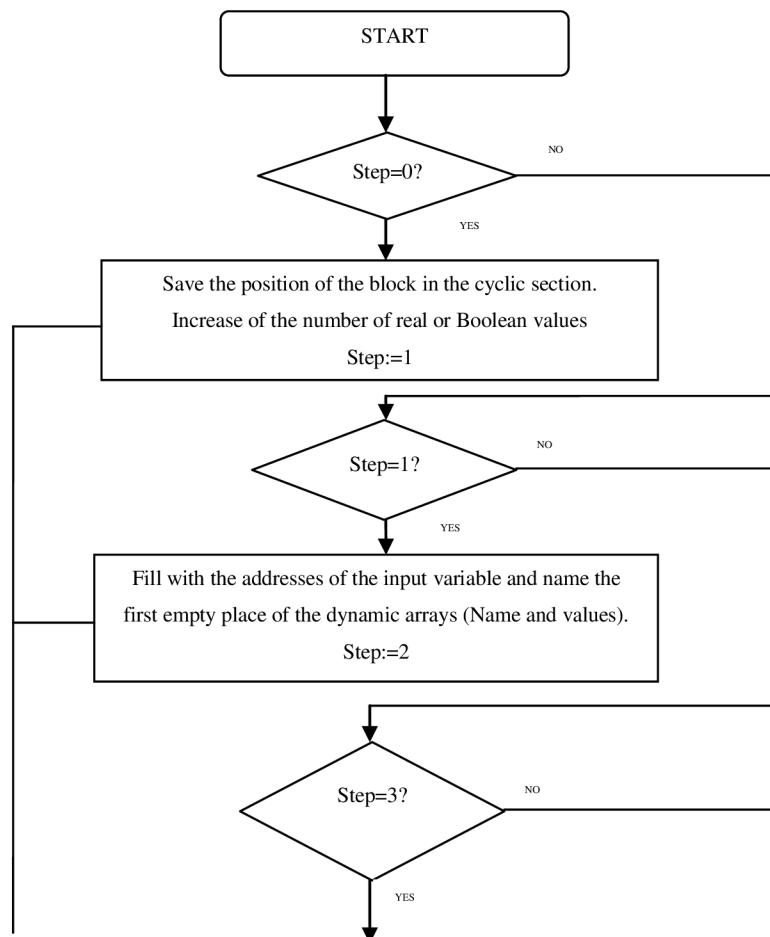 START
NO
Step=0?
YES
Save the position of the block in the cyclic section.
Increase of the number of real or Boolean values
Step:=1
NO
Step=1?
YES
Fill with the addresses of the input variable and name the
first empty place of the dynamic arrays (Name and values).
Step:=2
Step=3?
NO
YES